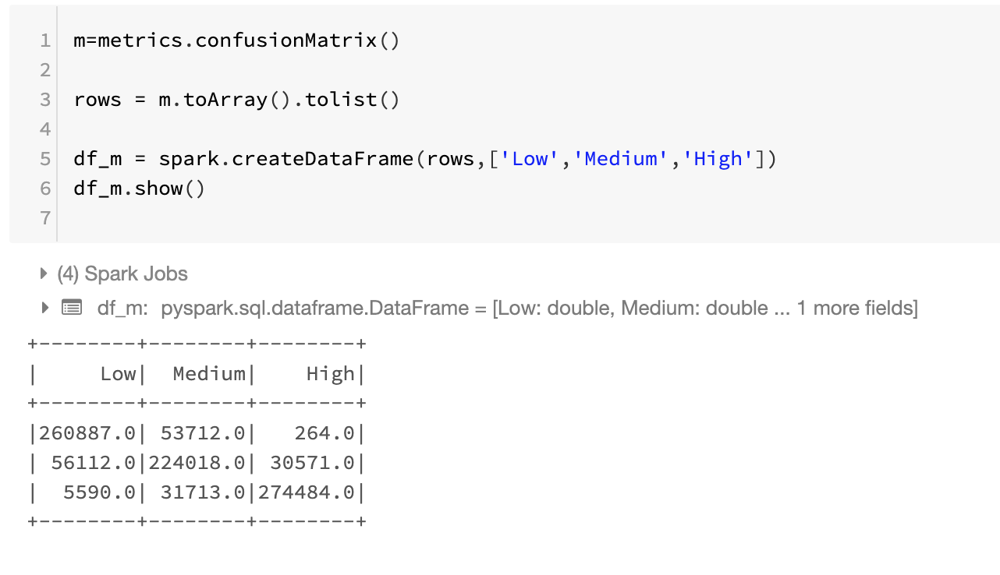 1 m=metrics.confusionMatrix()
2
3 rows = m.toArray().tolist()
4
5 df_m = spark.createDataFrame(rows,['Low','Medium','High'])
6 df_m.show()
7
(4) Spark Jobs
df_m: pyspark.sql.dataframe.DataFrame = [Low: double, Medium: double ... 1 more fields]
+--------+--------+--------+
|     Low|  Medium|    High|
+--------+--------+--------+
|260887.0| 53712.0|   264.0|
| 56112.0|224018.0| 30571.0|
|  5590.0| 31713.0|274484.0|
+--------+--------+--------+